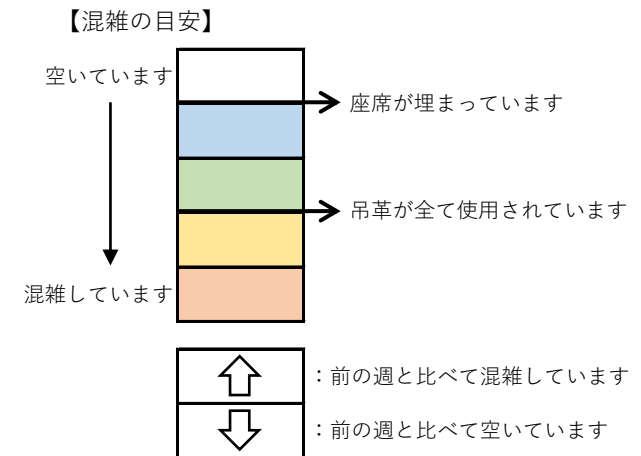 【混雑の目安】
空いています
座席が埋まっています
吊革が全て使用されています
混雑しています
：前の週と比べて混雑しています
：前の週と比べて空いています